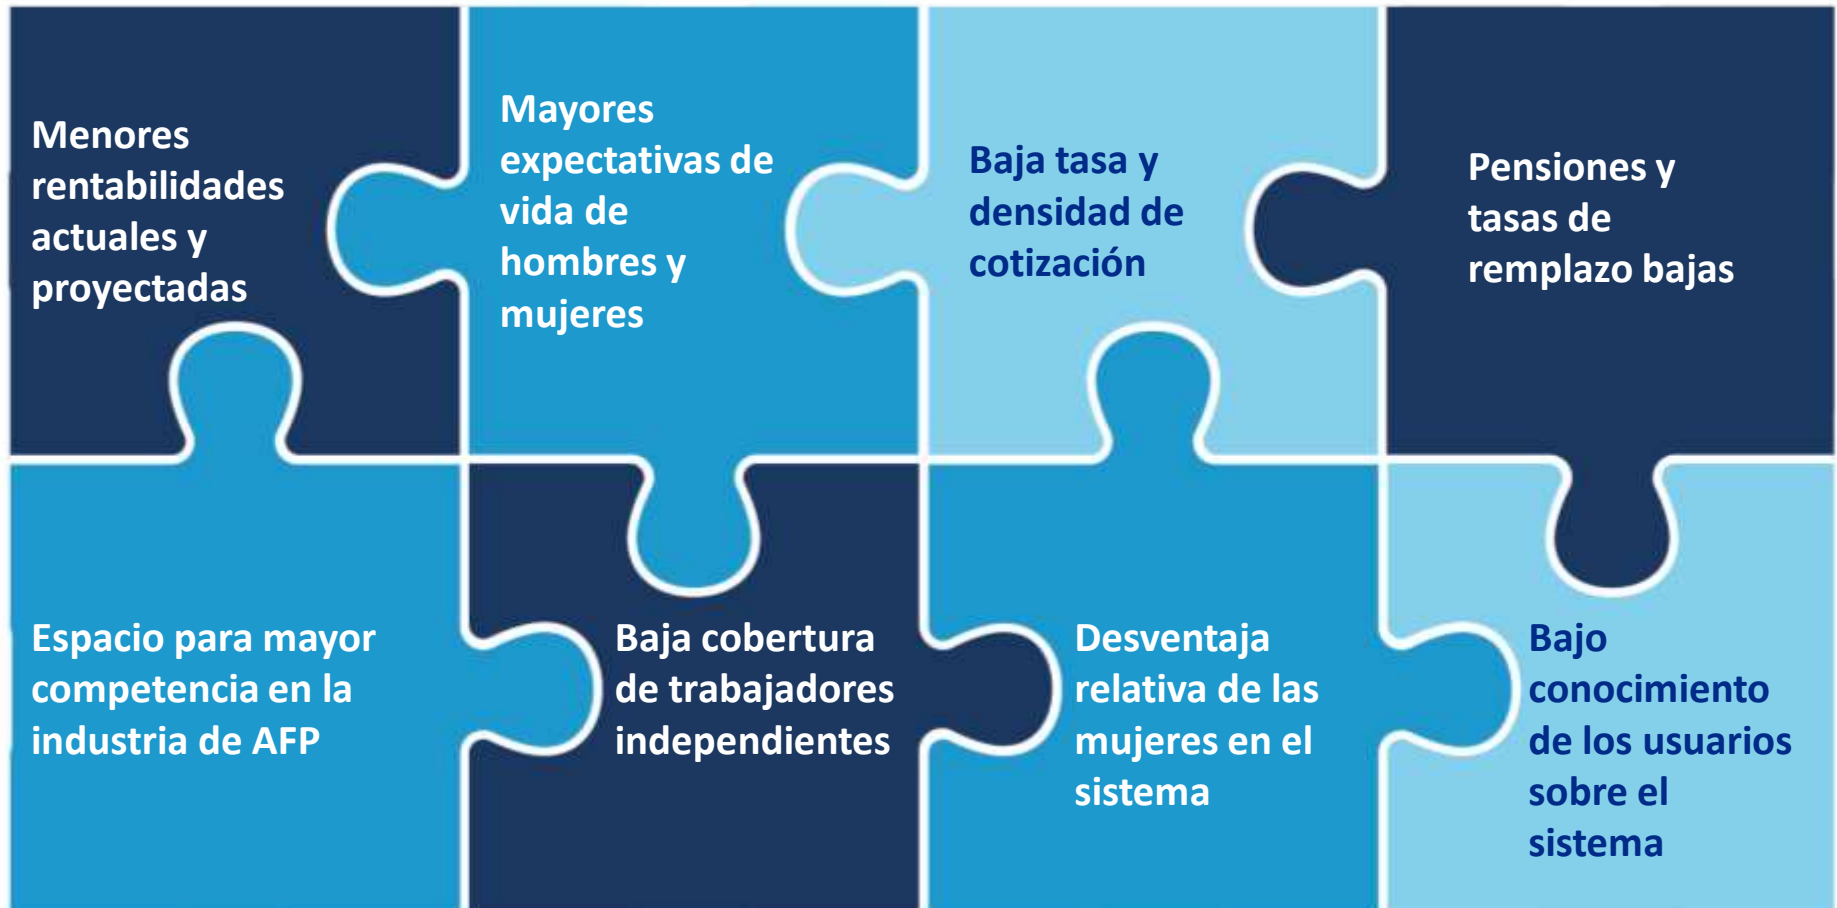 Menores
rentabilidades
actuales y
proyectadas
Mayores
expectativas de
vida de
hombres y
mujeres
Baja tasa y
densidad de
cotización
Pensiones y
tasas de
remplazo bajas
Espacio para mayor
competencia en la
industria de AFP
Baja cobertura
de trabajadores
independientes
Desventaja
relativa de las
mujeres en el
sistema
Bajo
conocimiento
de los usuarios
sobre el
sistema